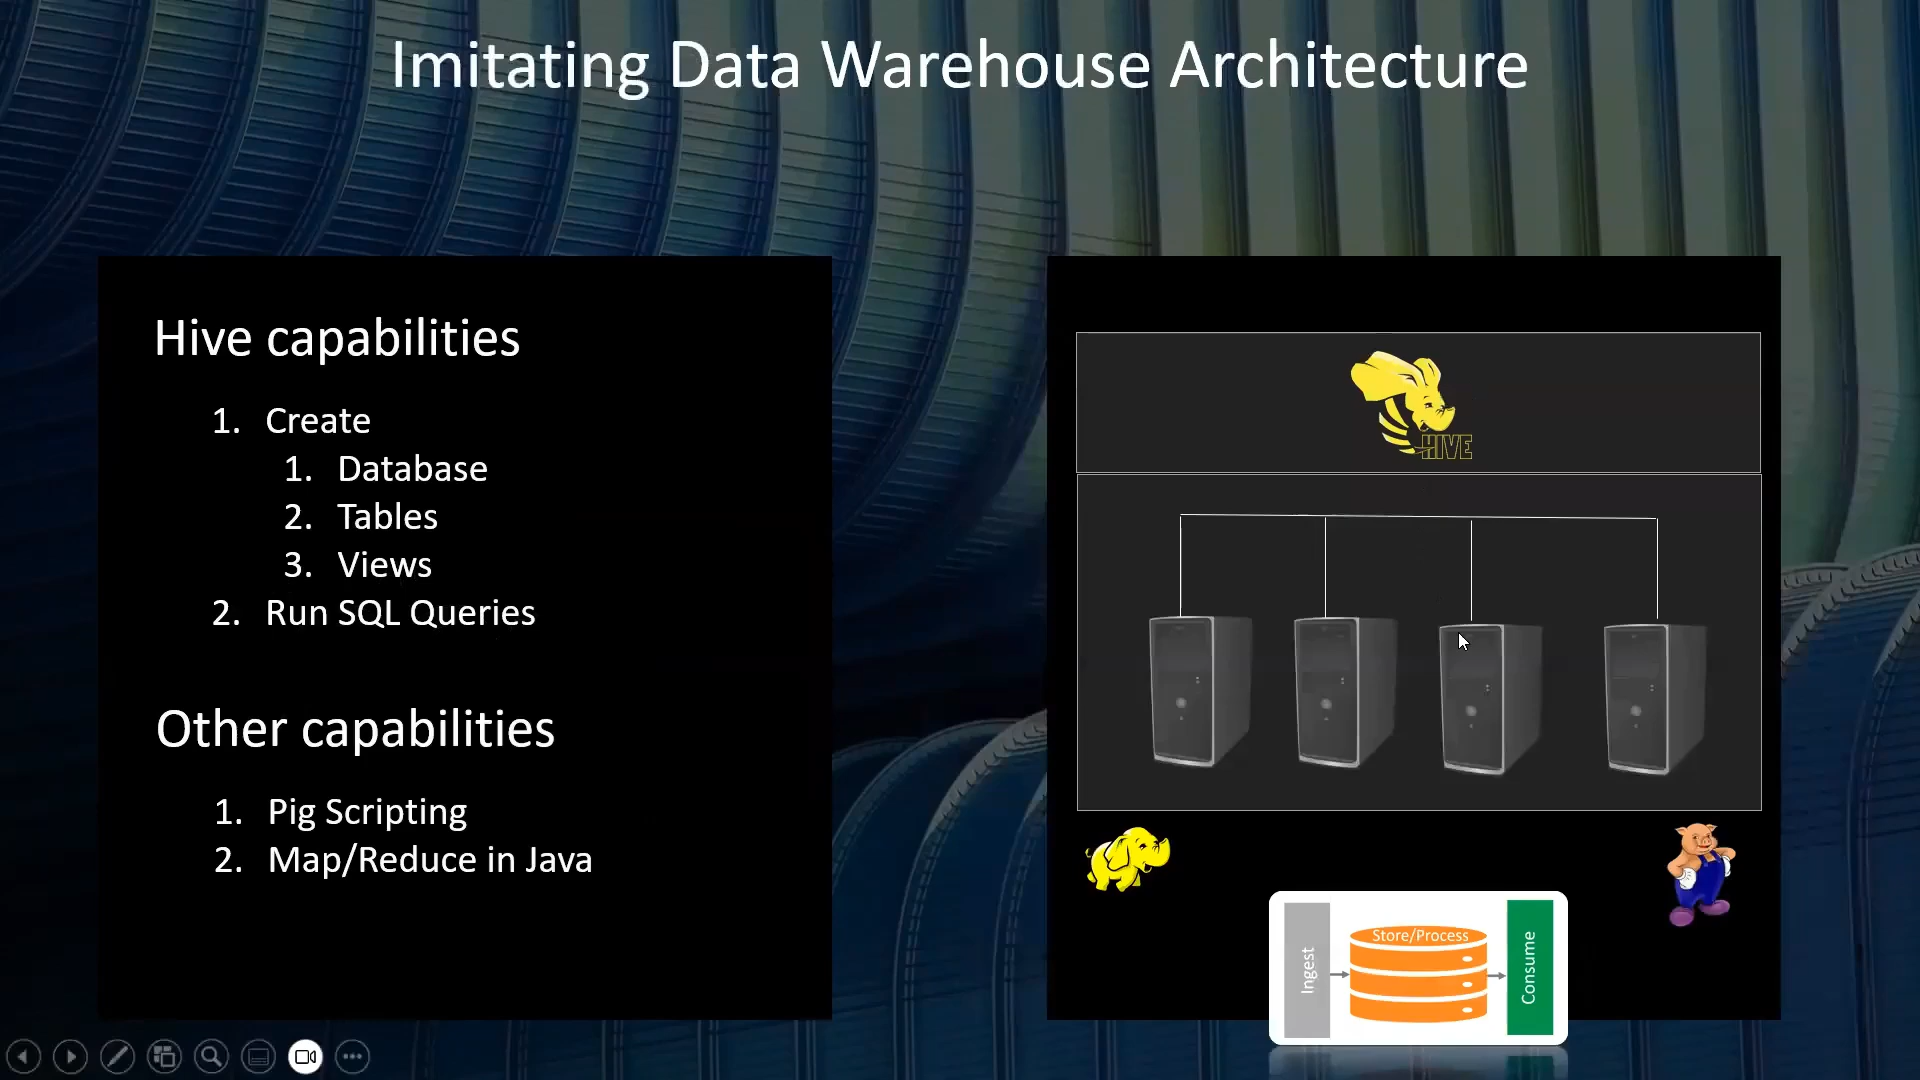 Imitating Data Warehouse Architecture
Hive capabilities
1. Create
1. Database
2. Tables
3. Views
2. Run SQL Queries
Other capabilities
1. Pig Scripting
2. Map/Reduce in Java
HIVE
Ingest
Store/Process
Consume